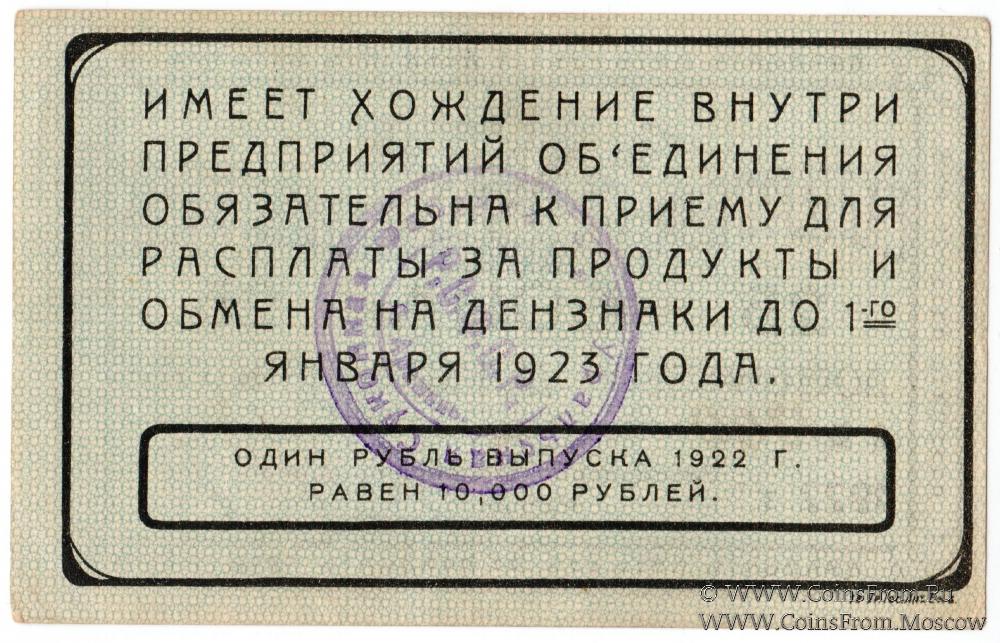 ИМЕЕТ ХОЖДЕНИЕ ВНУТРИ
ПРЕДПРИЯТИЙ ОБ'ЕДИНЕНИЯ
ОБЯЗАТЕЛЬНА К ПРИЕМУ ДЛЯ
РАСПЛАТЫ ЗА ПРОДУКТЫ И
ОБМЕНА НА ДЕНЗНАКИ ДО 1-го
ЯНВАРЯ 1923 ГОДА.
ОДИН РУБЛЬ ВЫПУСКА 1922 Г.
РАВЕН 10,000 РУБЛЕЙ.
© WWW.CoinsFrom.Ru
WWW.CoinsFrom.Moscow